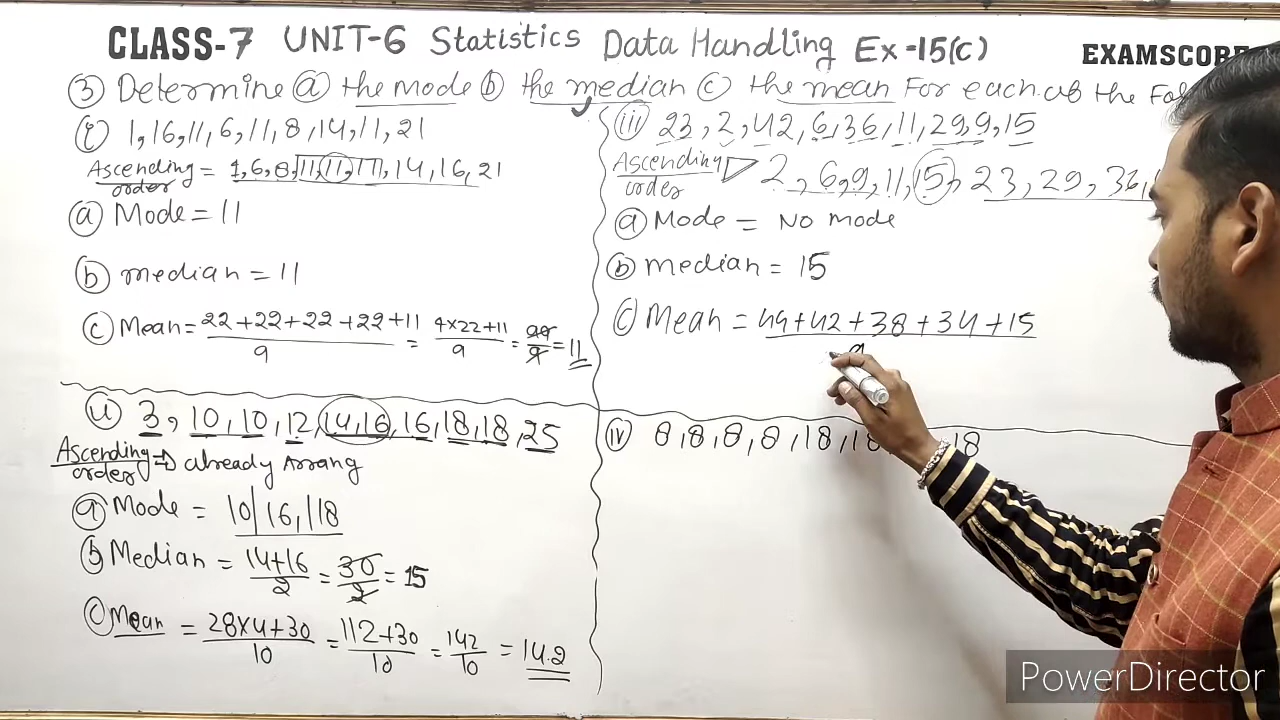 CLASS-7 UNIT-6 Statistics Data Handling Ex-15(C)
EXAMSCORE
③ Determine ⓐ the mode ⓑ the median ⓒ the mean For each of the Fol
(i) 1,16,11,6,11,8,14,11,21
Ascending order = 1,6,8,11,11,11,14,16,21
ⓐ Mode = 11
ⓑ median = 11
ⓒ Mean = 22+22+22+22+11 / 9 = 4×22+11 / 9 = 99/9 = 11
(ii) 3, 10, 10, 12, 14, 16, 16, 18, 18, 25
Ascending order ⇒ already Arrang
ⓐ Mode = 10, 16, 18
ⓑ Median = 14+16 / 2 = 30/2 = 15
ⓒ Mean = 28×4+30 / 10 = 112+30 / 10 = 142/10 = 14.2
(iii) 23, 2, 42, 6, 36, 11, 29, 9, 15
Ascending order 2, 6, 9, 11, 15, 23, 29, 36,
ⓐ Mode = No mode
ⓑ median = 15
ⓒ Mean = 44+42+38+34+15 / 9
(iv) 8, 8, 8, 8, 18, 18 18
PowerDirector